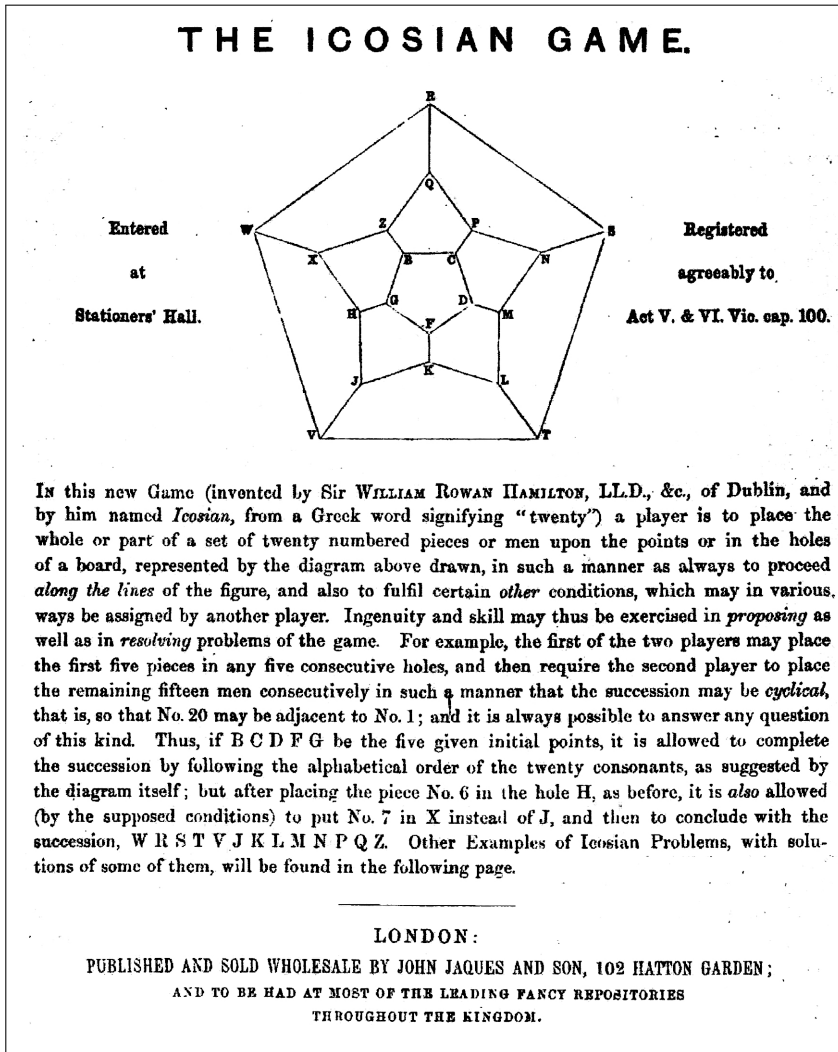 THE ICOSIAN GAME.
R
Q
Z P
W S
X B C N
G D
H M
F
K
J L
V T
Entered
at
Stationers' Hall.
Registered
agreeably to
Act V. & VI. Vic. cap. 100.
IN this new Game (invented by Sir WILLIAM ROWAN HAMILTON, LL.D., &c., of Dublin, and
by him named Icosian, from a Greek word signifying "twenty") a player is to place the
whole or part of a set of twenty numbered pieces or men upon the points or in the holes
of a board, represented by the diagram above drawn, in such a manner as always to proceed
along the lines of the figure, and also to fulfil certain other conditions, which may in various
ways be assigned by another player. Ingenuity and skill may thus be exercised in proposing as
well as in resolving problems of the game. For example, the first of the two players may place
the first five pieces in any five consecutive holes, and then require the second player to place
the remaining fifteen men consecutively in such a manner that the succession may be cyclical,
that is, so that No. 20 may be adjacent to No. 1; and it is always possible to answer any question
of this kind. Thus, if B C D F G be the five given initial points, it is allowed to complete
the succession by following the alphabetical order of the twenty consonants, as suggested by
the diagram itself; but after placing the piece No. 6 in the hole H, as before, it is also allowed
(by the supposed conditions) to put No. 7 in X instead of J, and then to conclude with the
succession, W R S T V J K L M N P Q Z. Other Examples of Icosian Problems, with solu-
tions of some of them, will be found in the following page.
LONDON:
PUBLISHED AND SOLD WHOLESALE BY JOHN JAQUES AND SON, 102 HATTON GARDEN;
AND TO BE HAD AT MOST OF THE LEADING FANCY REPOSITORIES
THROUGHOUT THE KINGDOM.